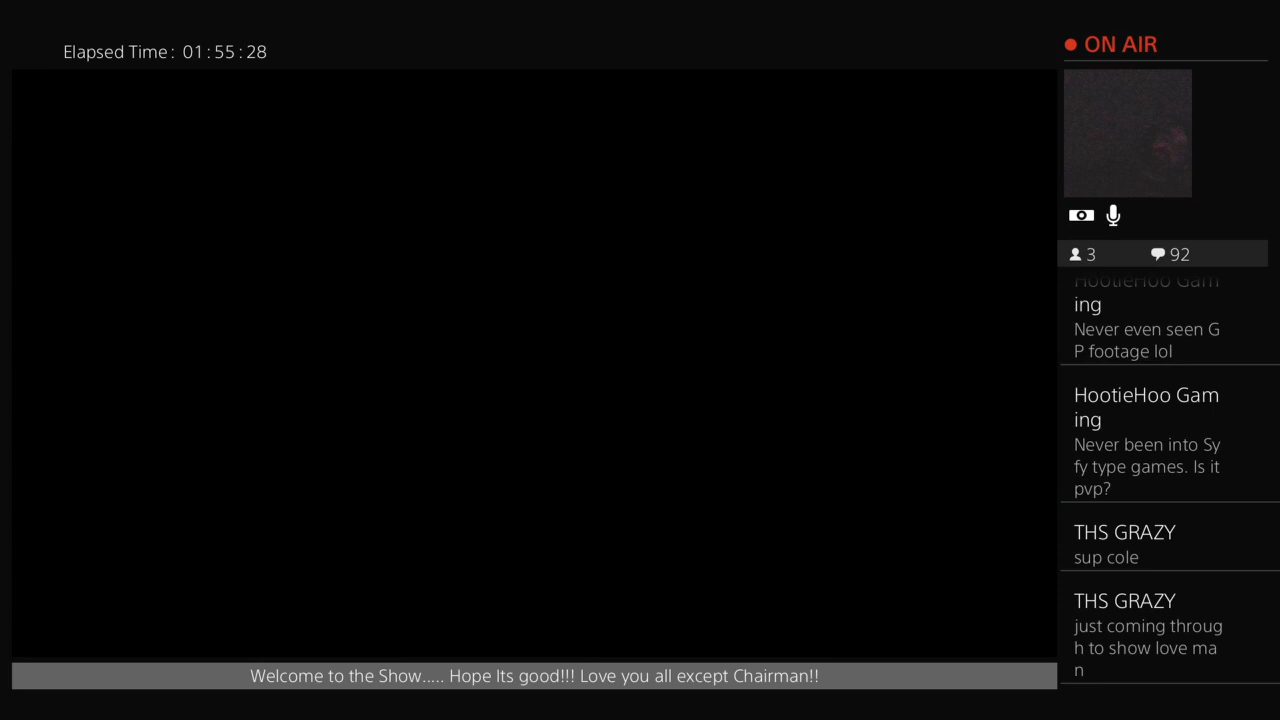 Elapsed Time: 01:55:28
ON AIR
3 92
HootieHoo Gam
ing
Never even seen G
P footage lol
HootieHoo Gam
ing
Never been into Sy
fy type games. Is it
pvp?
THS GRAZY
sup cole
THS GRAZY
just coming throug
h to show love ma
n
Welcome to the Show..... Hope Its good!!! Love you all except Chairman!!